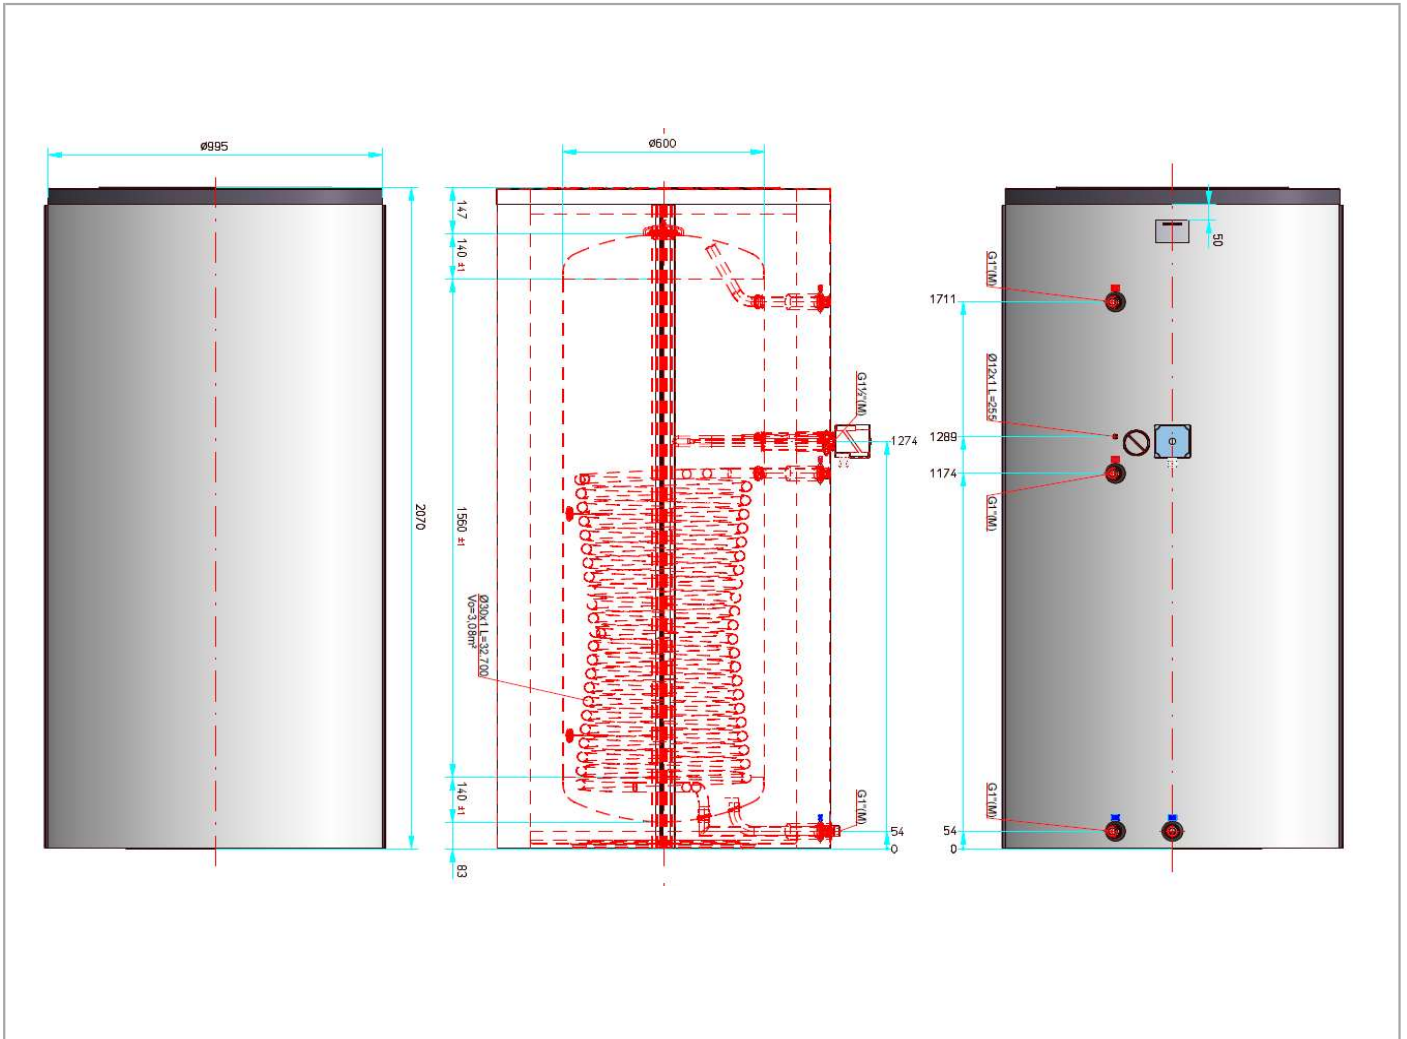 Ø995
2070
Ø600
147
140 ±1
1560 ±1
140 ±1
83
Ø30x1 L=32.700
Vo=3,08m²
G1½"(M)
1274
G1"(M)
54
0
50
G1"(M)
1711
Ø12x1 L=255
1289
1174
G1"(M)
G1"(M)
54
0